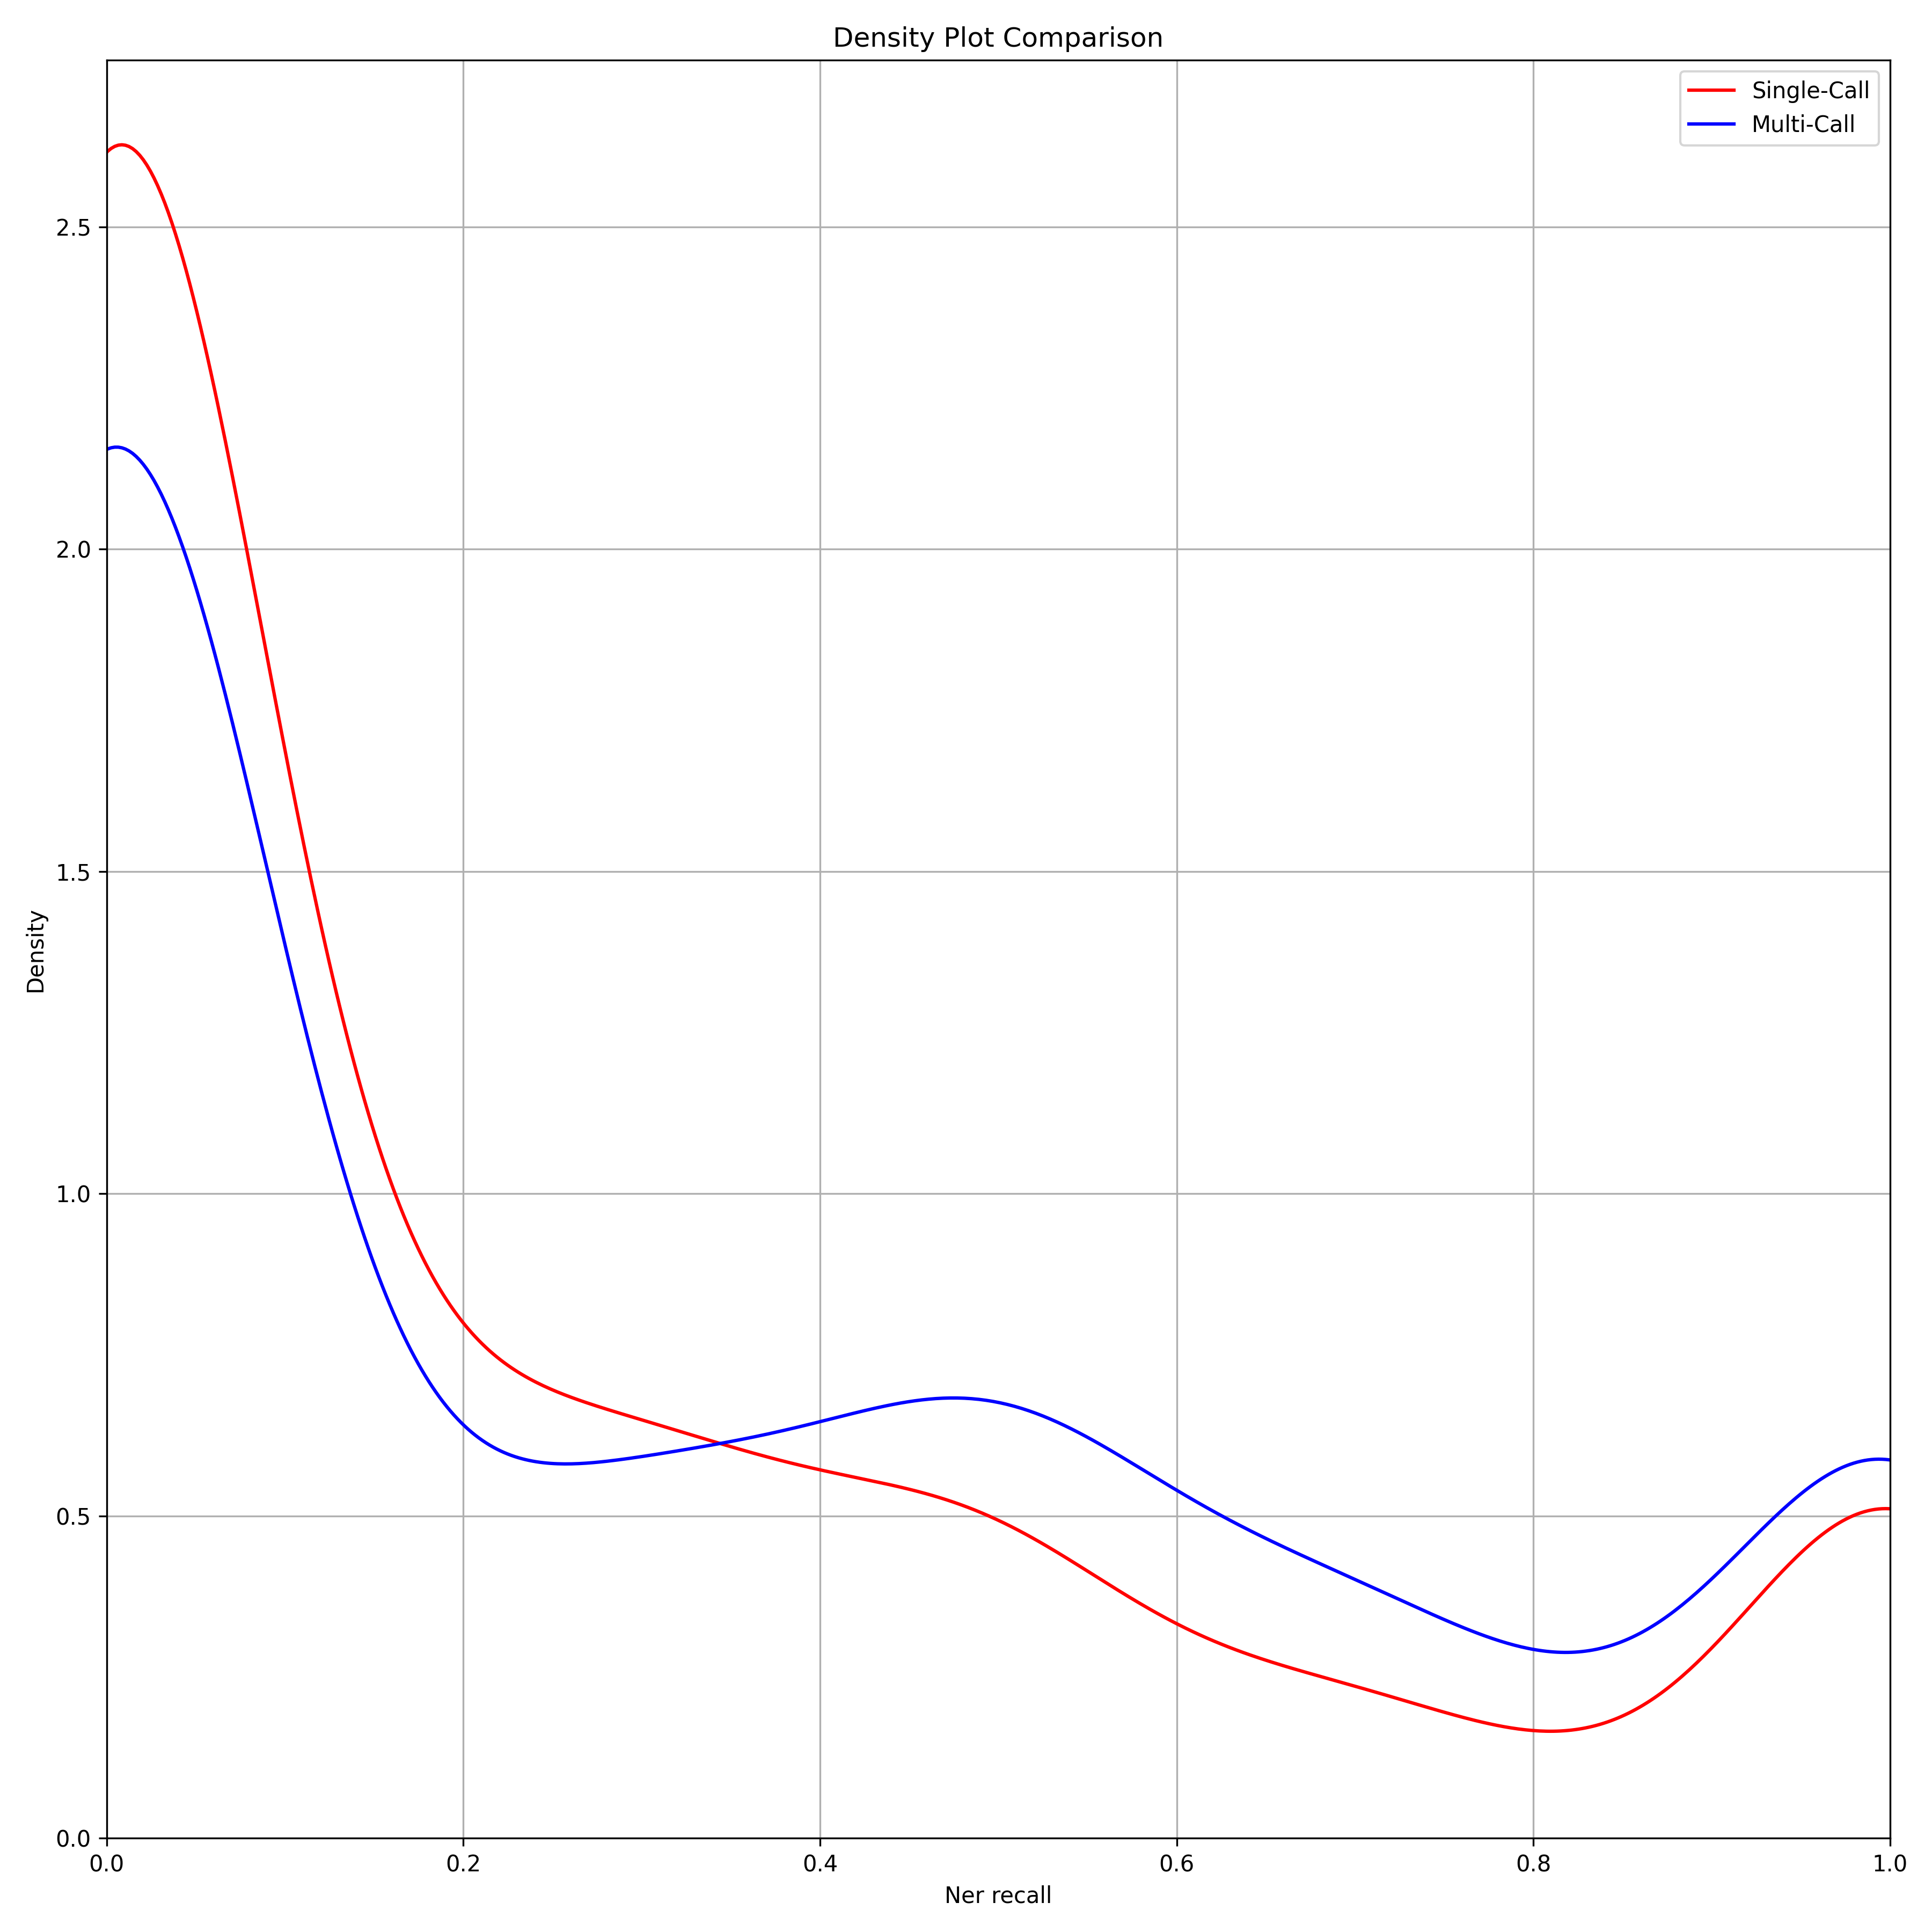 Density Plot Comparison
Single-Call
Multi-Call
2.5
2.0
1.5
1.0
0.5
0.0
Density
0.0 0.2 0.4 0.6 0.8 1.0
Ner recall